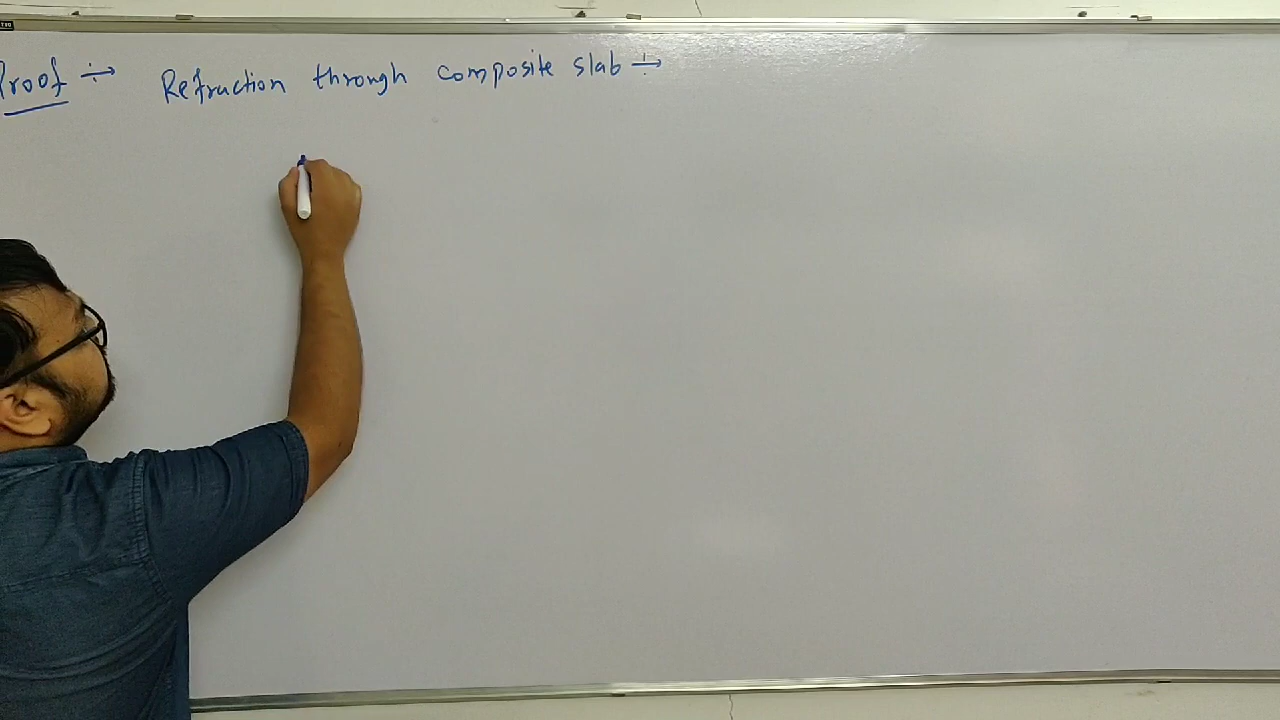 Proof ÷→ Refraction through composite slab ÷→